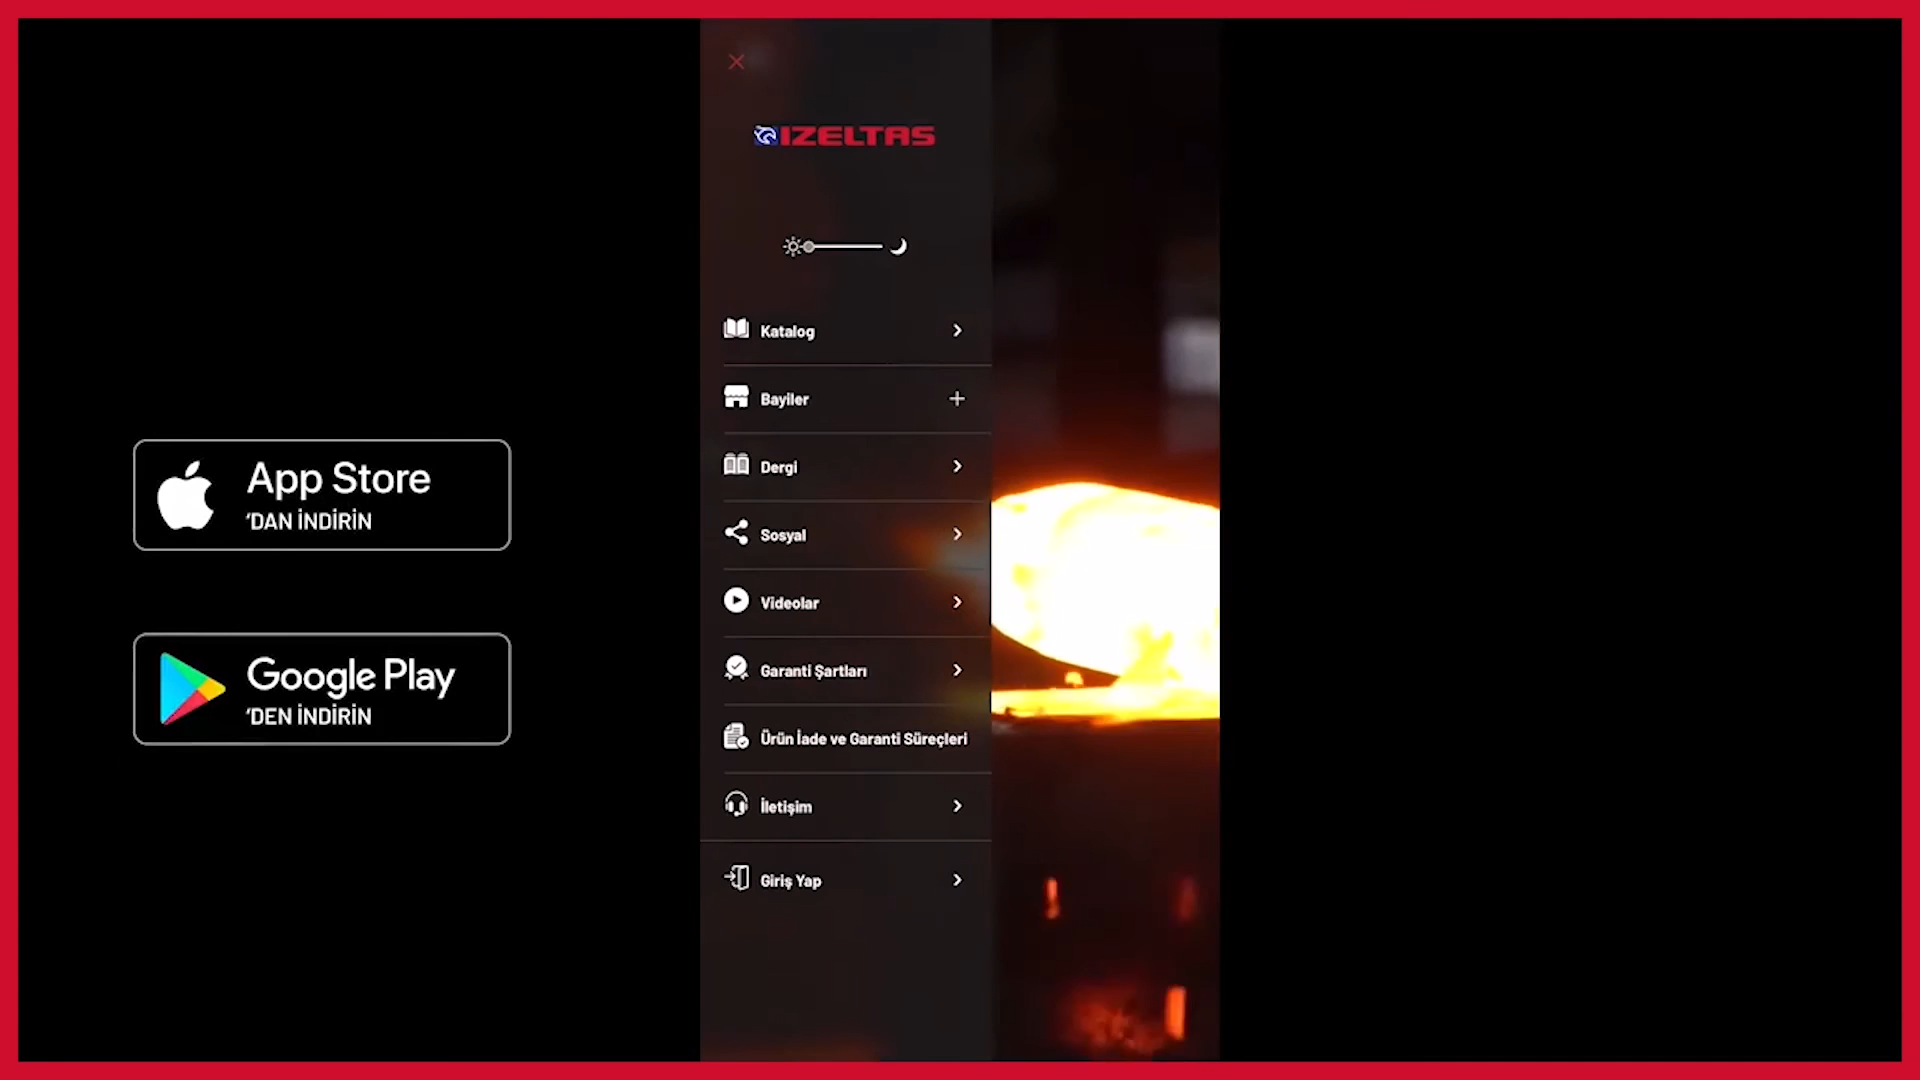 App Store
‘DAN İNDİRİN
Google Play
‘DEN İNDİRİN
IZELTAS
Katalog
Bayiler
Dergi
Sosyal
Videolar
Garanti Şartları
Ürün İade ve Garanti Süreçleri
İletişim
Giriş Yap